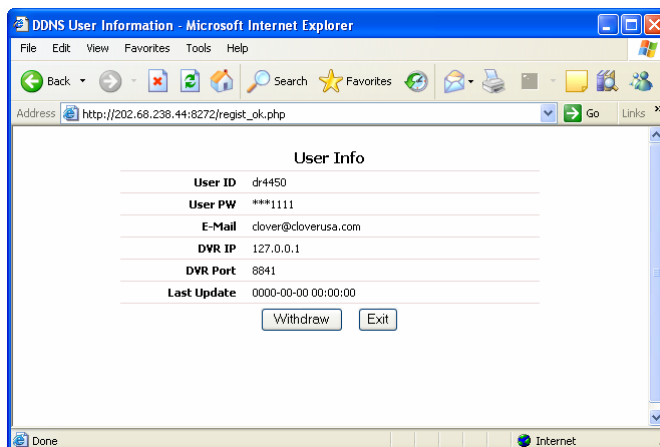 DDNS User Information - Microsoft Internet Explorer
File Edit View Favorites Tools Help
Back Search Favorites
Address http://202.68.238.44:8272/regist_ok.php Go Links »
User Info
User ID dr4450
User PW ***1111
E-Mail clover@cloverusa.com
DVR IP 127.0.0.1
DVR Port 8841
Last Update 0000-00-00 00:00:00
Withdraw Exit
Done Internet